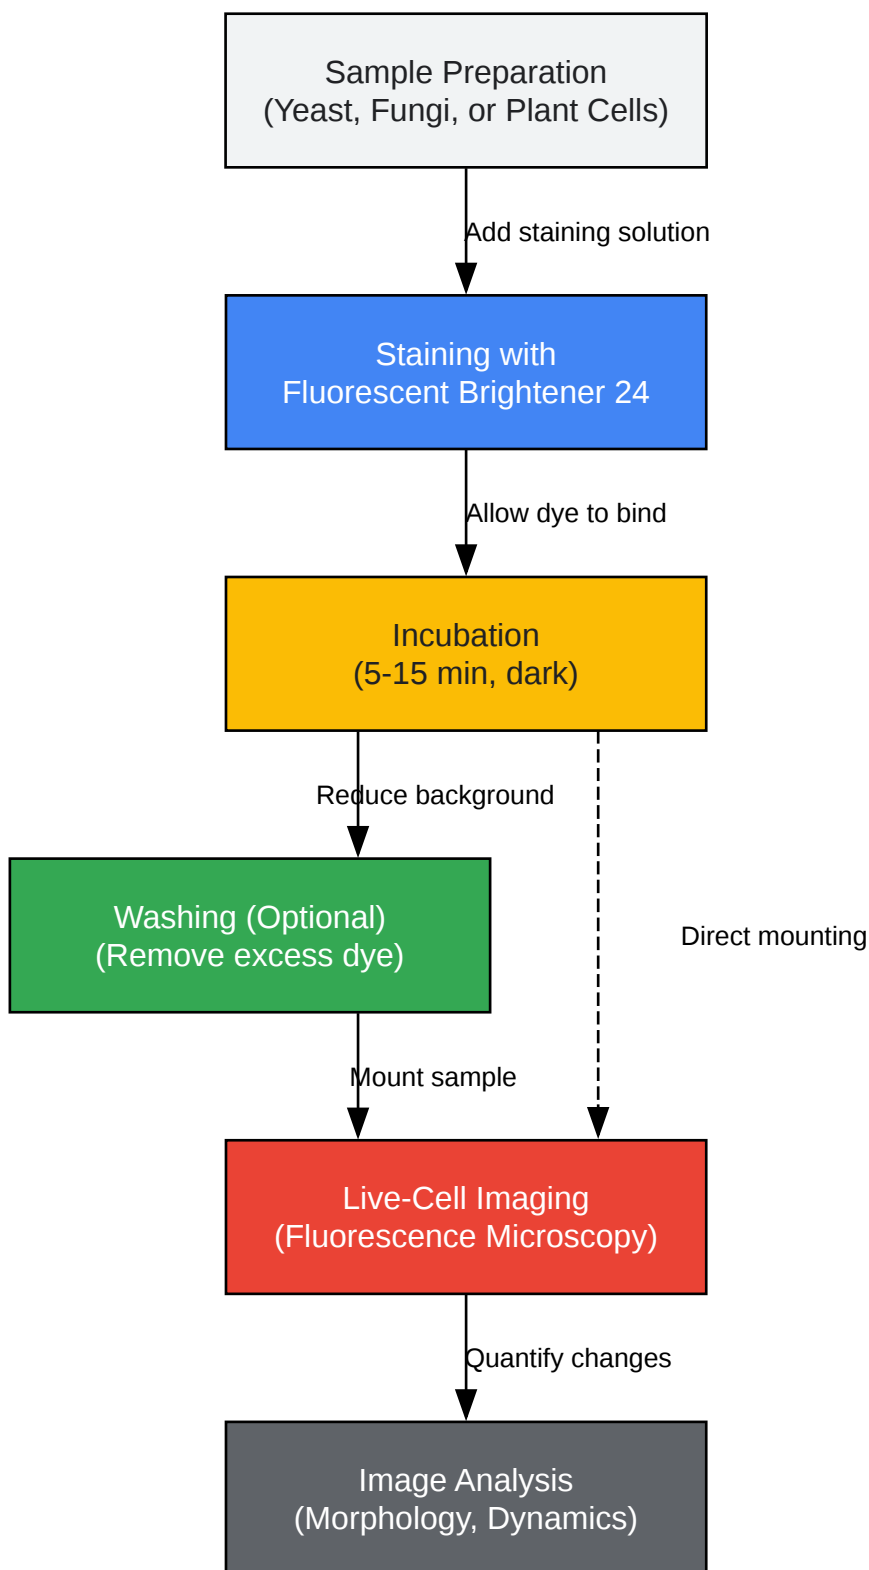 Sample Preparation
(Yeast, Fungi, or Plant Cells)
Add staining solution
Staining with
Fluorescent Brightener 24
Allow dye to bind
Incubation
(5-15 min, dark)
Reduce background
Washing (Optional)
(Remove excess dye)
Direct mounting
Mount sample
Live-Cell Imaging
(Fluorescence Microscopy)
Quantify changes
Image Analysis
(Morphology, Dynamics)